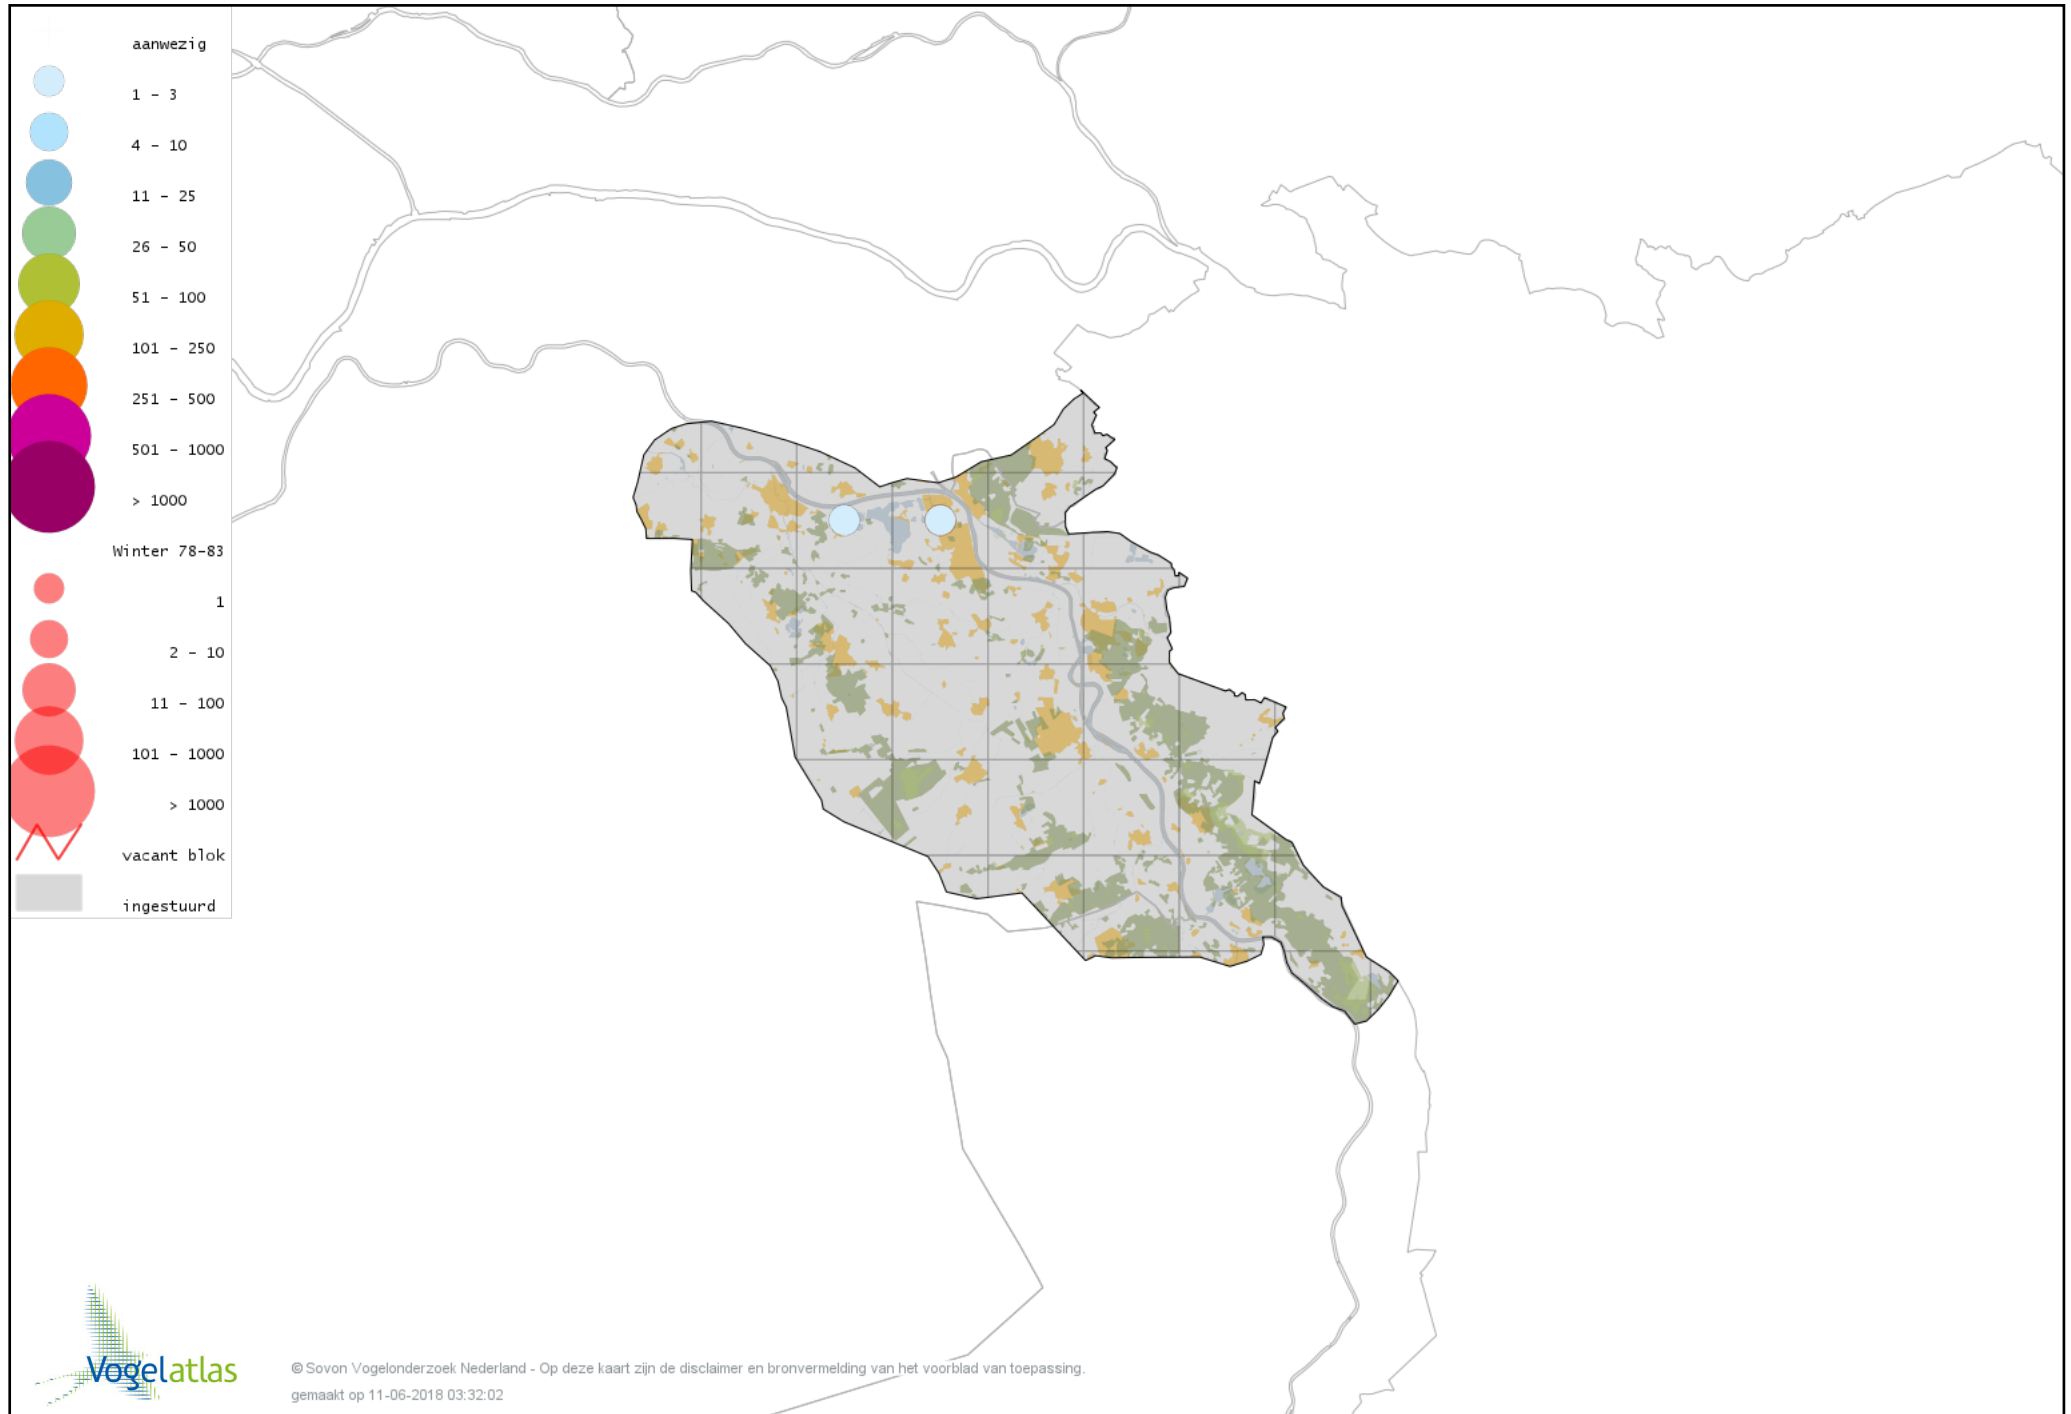 aanwezig
1 - 3
4 - 10
11 - 25
26 - 50
51 - 100
101 - 250
251 - 500
501 - 1000
> 1000
Winter 78-83
1
2 - 10
11 - 100
101 - 1000
> 1000
vacant blok
ingestuurd
Vogelatlas
© Sovon Vogelonderzoek Nederland - Op deze kaart zijn de disclaimer en bronvermelding van het voorblad van toepassing.
gemaakt op 11-06-2018 03:32:02